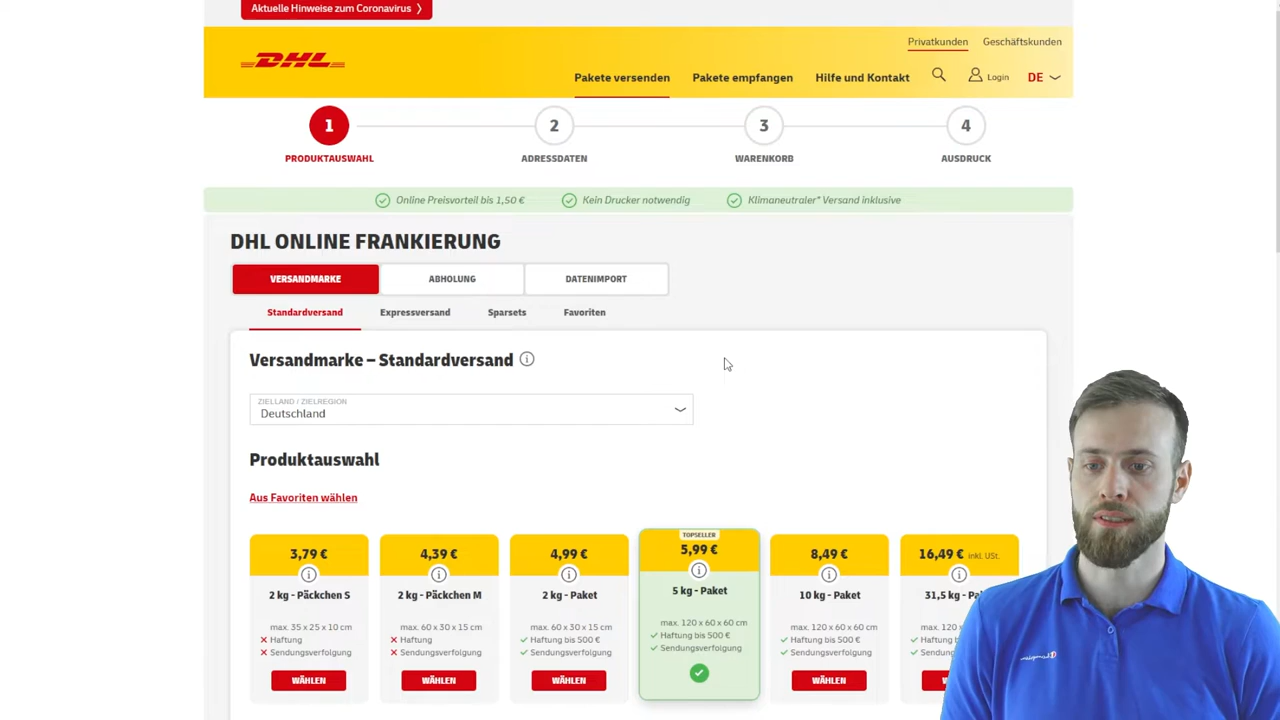 Aktuelle Hinweise zum Coronavirus
Privatkunden Geschäftskunden
DHL
Pakete versenden Pakete empfangen Hilfe und Kontakt Login DE
1 2 3 4
PRODUKTAUSWAHL ADRESSDATEN WARENKORB AUSDRUCK
Online Preisvorteil bis 1,50 € Kein Drucker notwendig Klimaneutraler* Versand inklusive
DHL ONLINE FRANKIERUNG
VERSANDMARKE ABHOLUNG DATENIMPORT
Standardversand Expressversand Sparsets Favoriten
Versandmarke – Standardversand
ZIELLAND / ZIELREGION
Deutschland
Produktauswahl
Aus Favoriten wählen
3,79 €
2 kg - Päckchen S
max. 35 x 25 x 10 cm
Haftung
Sendungsverfolgung
WÄHLEN
4,39 €
2 kg - Päckchen M
max. 60 x 30 x 15 cm
Haftung
Sendungsverfolgung
WÄHLEN
4,99 €
2 kg - Paket
max. 60 x 30 x 15 cm
Haftung bis 500 €
Sendungsverfolgung
WÄHLEN
TOPSELLER
5,99 €
5 kg - Paket
max. 120 x 60 x 60 cm
Haftung bis 500 €
Sendungsverfolgung
8,49 €
10 kg - Paket
max. 120 x 60 x 60 cm
Haftung bis 500 €
Sendungsverfolgung
WÄHLEN
16,49 € inkl. USt.
31,5 kg
max. 120
Haftung